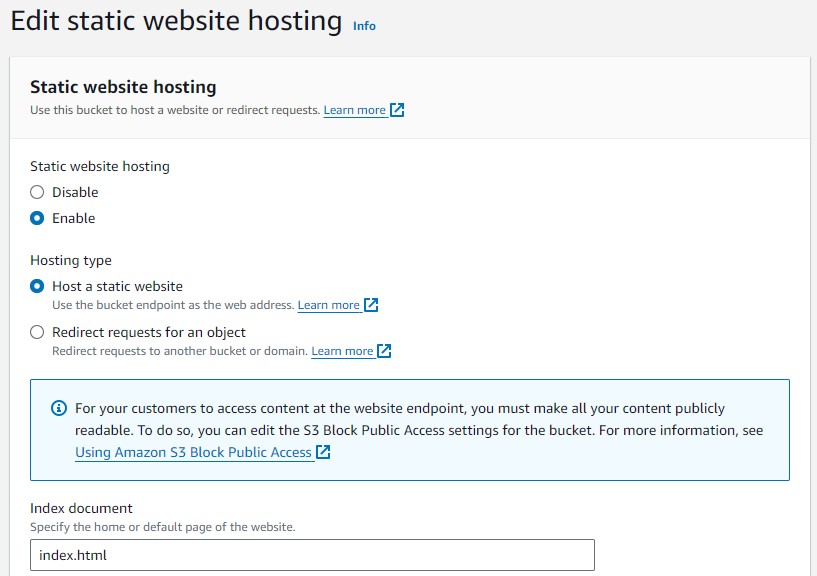 Edit static website hosting Info
Static website hosting
Use this bucket to host a website or redirect requests. Learn more
Static website hosting
Disable
Enable
Hosting type
Host a static website
Use the bucket endpoint as the web address. Learn more
Redirect requests for an object
Redirect requests to another bucket or domain. Learn more
For your customers to access content at the website endpoint, you must make all your content publicly
readable. To do so, you can edit the S3 Block Public Access settings for the bucket. For more information, see
Using Amazon S3 Block Public Access
Index document
Specify the home or default page of the website.
index.html